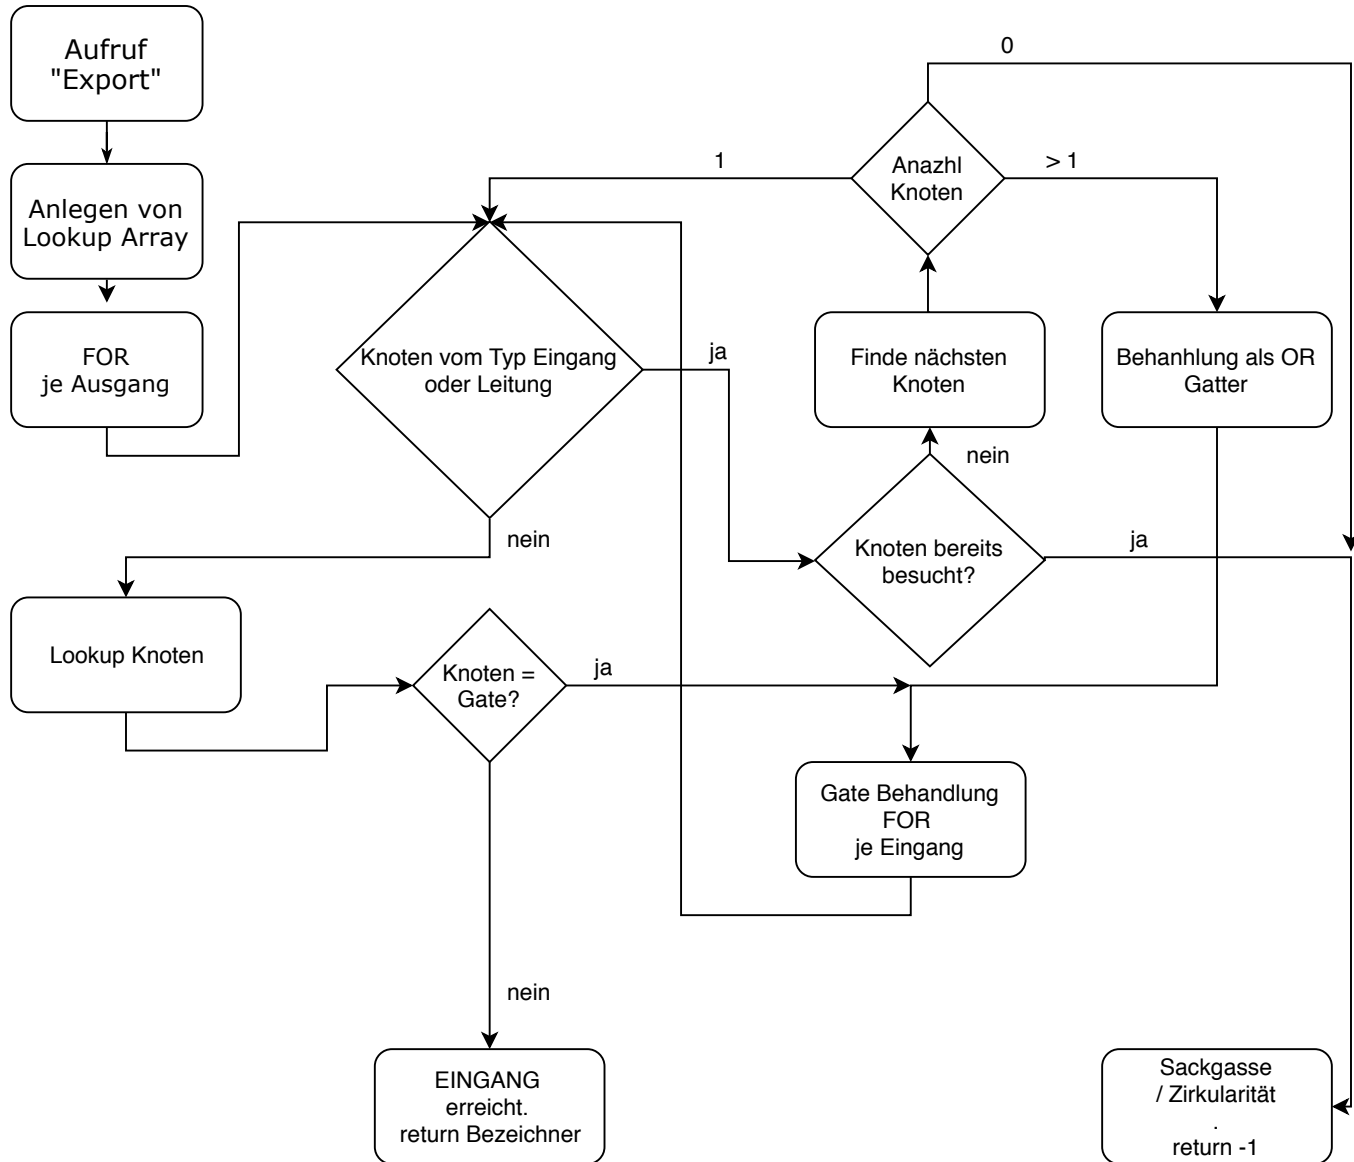 Aufruf
"Export"
Anlegen von
Lookup Array
FOR
je Ausgang
Knoten vom Typ Eingang
oder Leitung
ja
nein
Lookup Knoten
Knoten =
Gate?
ja
nein
EINGANG
erreicht.
return Bezeichner
Gate Behandlung
FOR
je Eingang
Knoten bereits
besucht?
nein
ja
Finde nächsten
Knoten
Anazhl
Knoten
0
1
> 1
Behanhlung als OR
Gatter
Sackgasse
/ Zirkularität
.
return -1